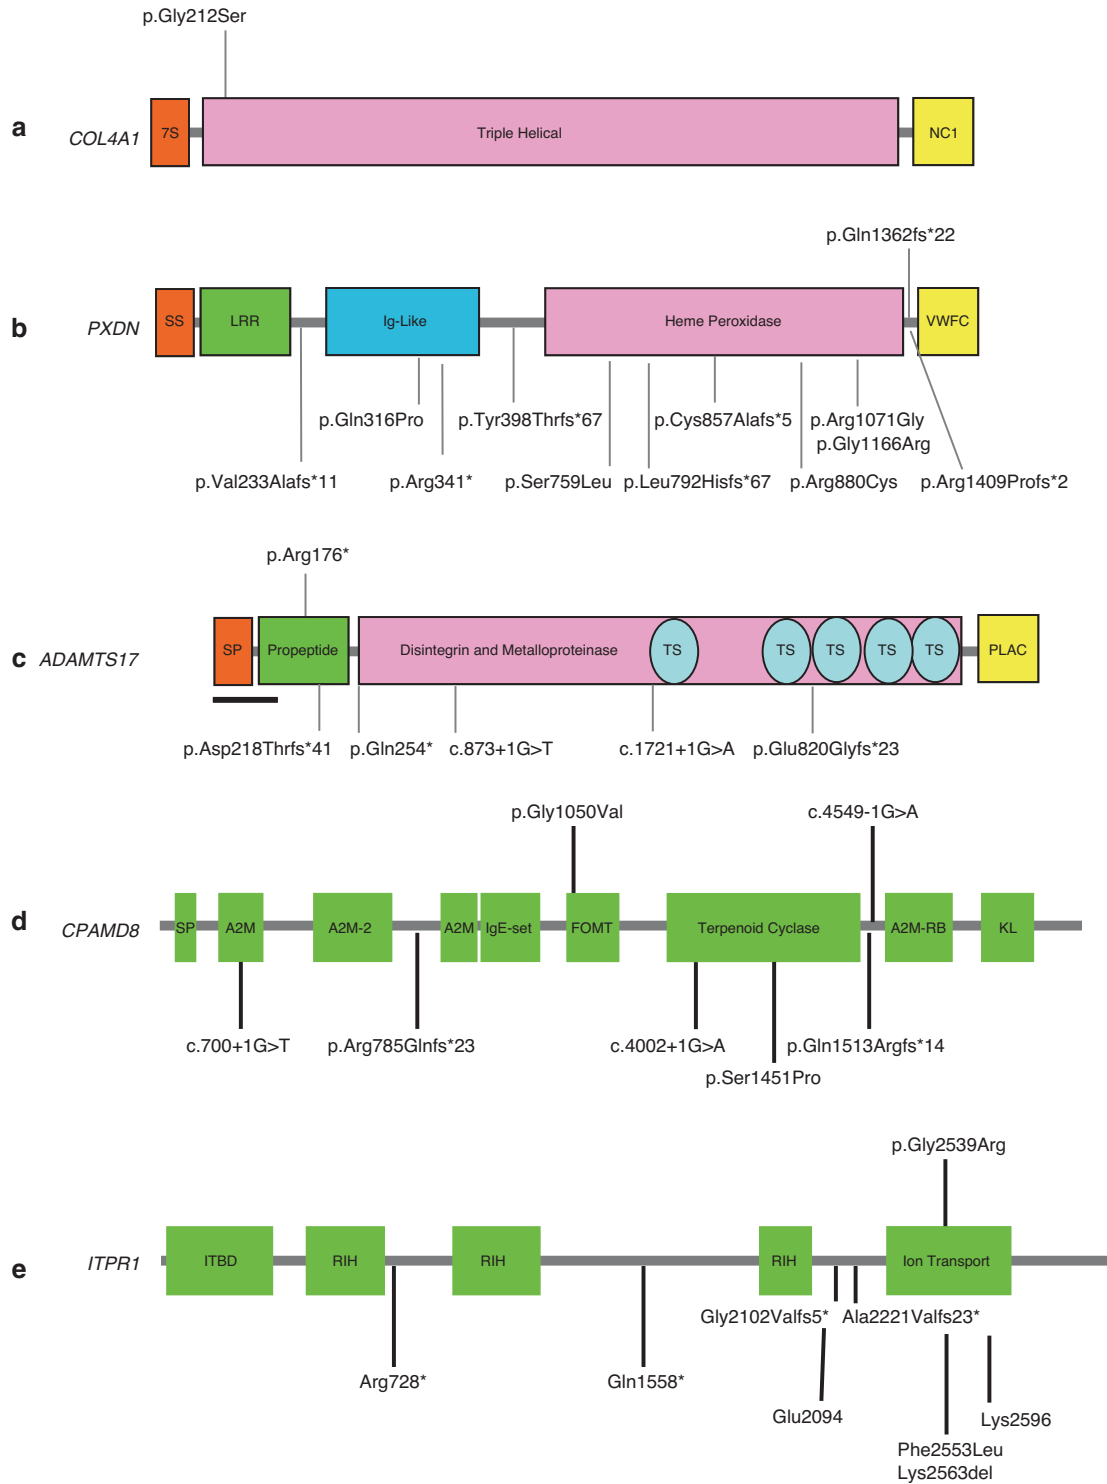 p.Gly212Ser
a
COL4A1
7S
Triple Helical
NC1
p.Gln1362fs*22
b
PXDN
SS
LRR
Ig-Like
Heme Peroxidase
VWFC
p.Gln316Pro
p.Tyr398Thrfs*67
p.Cys857Alafs*5
p.Arg1071Gly
p.Gly1166Arg
p.Val233Alafs*11
p.Arg341*
p.Ser759Leu
p.Leu792Hisfs*67
p.Arg880Cys
p.Arg1409Profs*2
p.Arg176*
c
ADAMTS17
SP
Propeptide
Disintegrin and Metalloproteinase
TS
TS
TS
TS
TS
PLAC
p.Asp218Thrfs*41
p.Gln254*
c.873+1G>T
c.1721+1G>A
p.Glu820Glyfs*23
p.Gly1050Val
c.4549-1G>A
d
CPAMD8
SP
A2M
A2M-2
A2M
IgE-set
FOMT
Terpenoid Cyclase
A2M-RB
KL
c.700+1G>T
p.Arg785Glnfs*23
c.4002+1G>A
p.Gln1513Argfs*14
p.Ser1451Pro
p.Gly2539Arg
e
ITPR1
ITBD
RIH
RIH
RIH
Ion Transport
Gly2102Valfs5*
Ala2221Valfs23*
Arg728*
Gln1558*
Glu2094
Lys2596
Phe2553Leu
Lys2563del